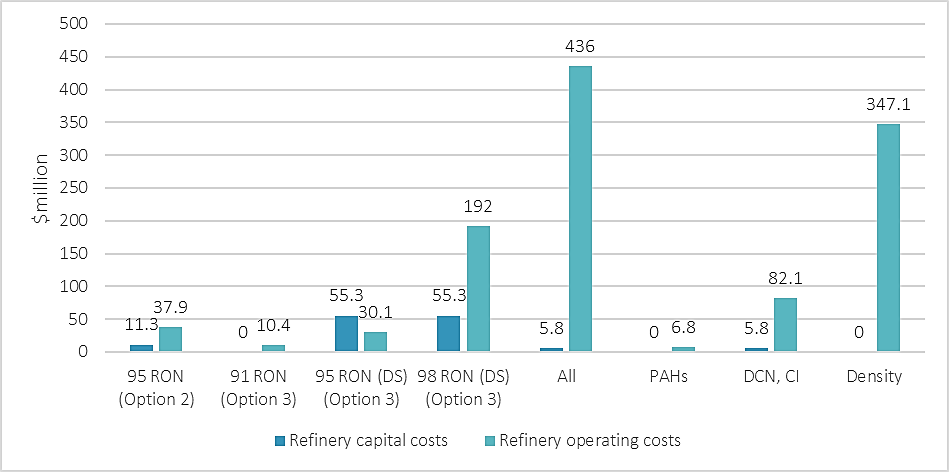 500
450
400
350
300
250
200
150
100
50
0
$million
11.3
37.9
0
10.4
55.3
30.1
55.3
192
5.8
436
0
6.8
5.8
82.1
0
347.1
95 RON (Option 2)
91 RON (Option 3)
95 RON (DS) (Option 3)
98 RON (DS) (Option 3)
All
PAHs
DCN, CI
Density
Refinery capital costs
Refinery operating costs